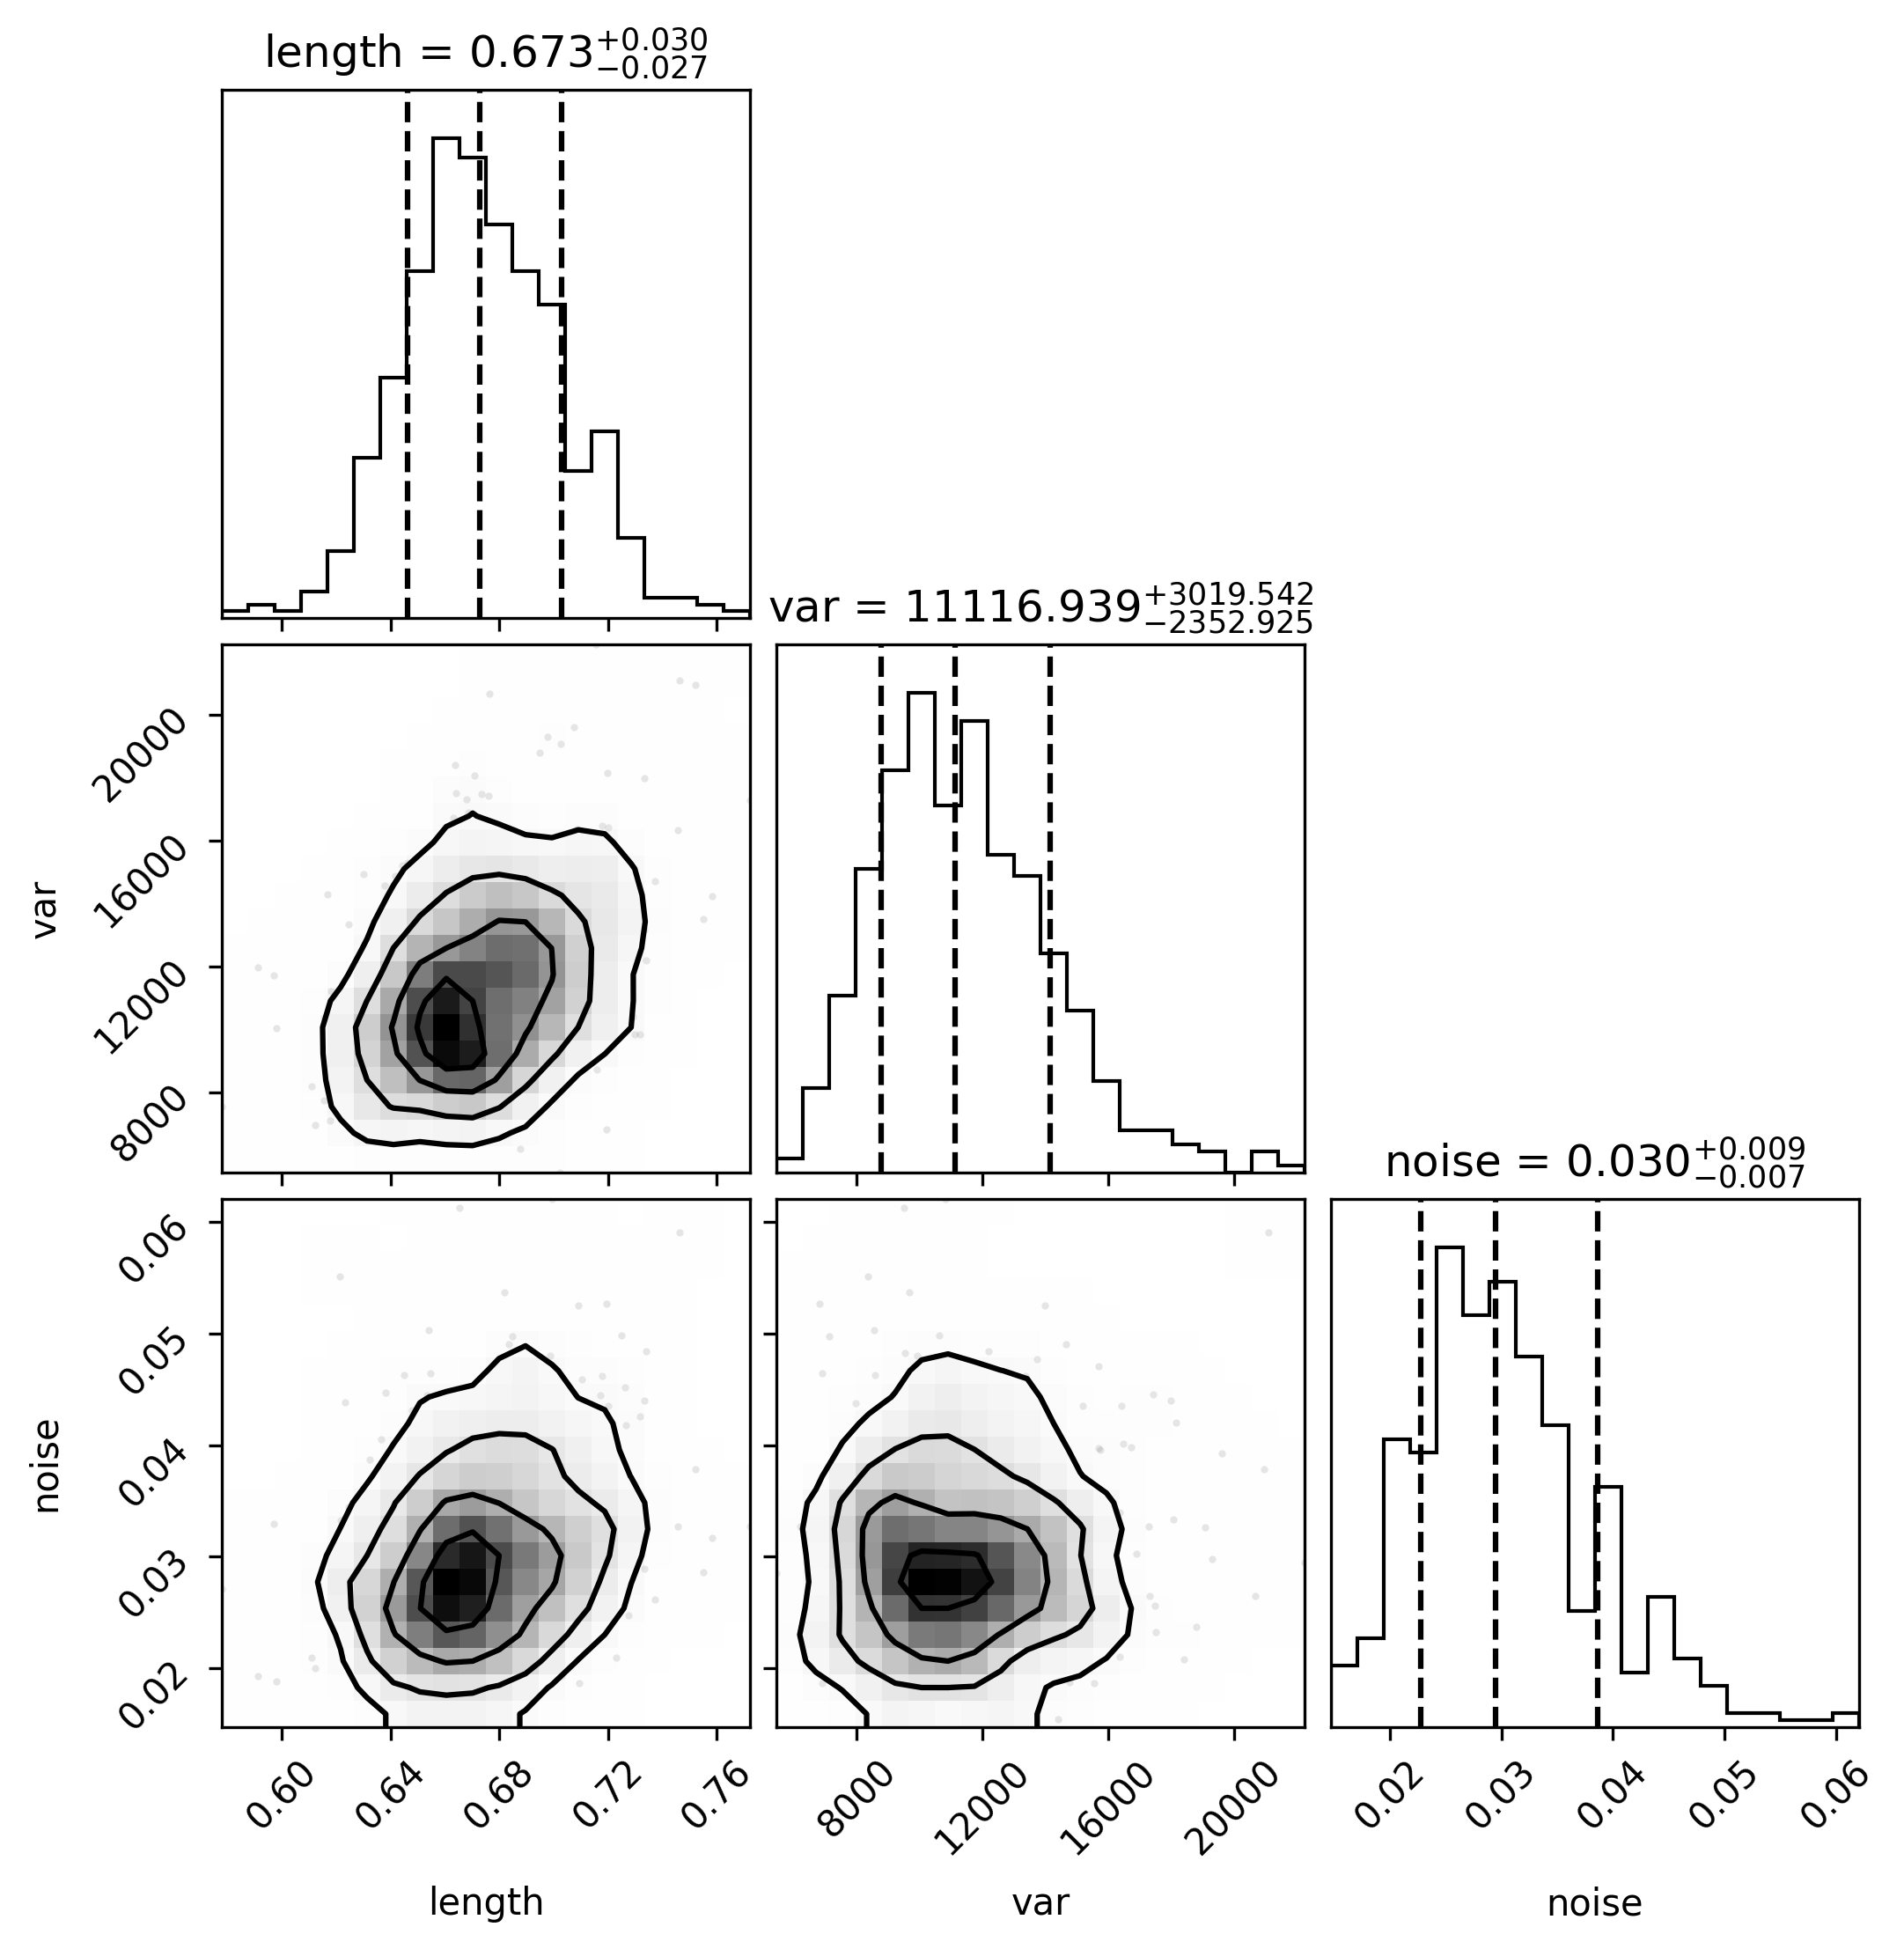 length = 0.673 +0.030 −0.027
var = 11116.939 +3019.542 −2352.925
20000
16000
12000
8000
var
noise = 0.030 +0.009 −0.007
0.06
0.05
0.04
0.03
0.02
noise
0.60 0.64 0.68 0.72 0.76 8000 12000 16000 20000 0.02 0.03 0.04 0.05 0.06
length var noise